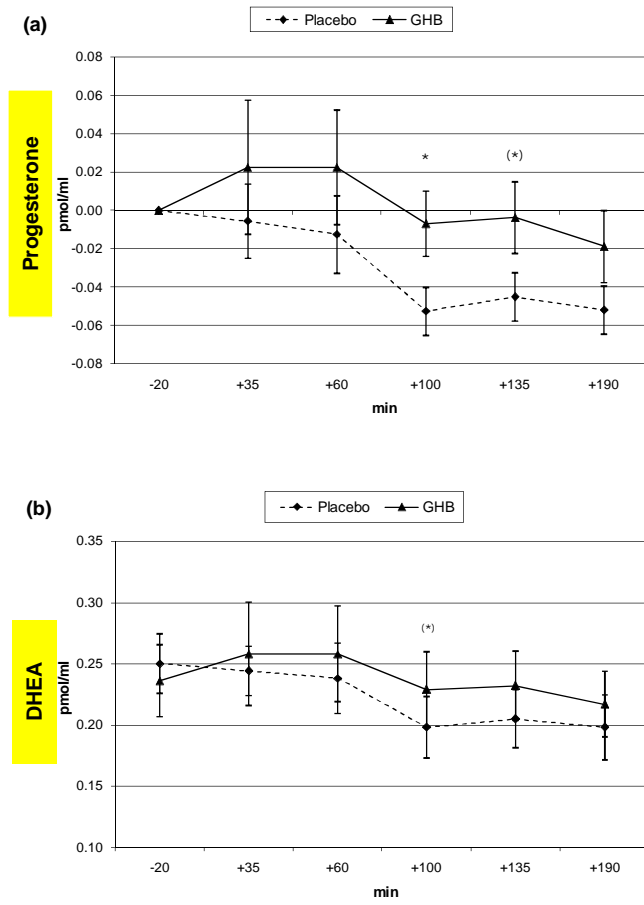 (a)
Placebo GHB
0.08
0.06
0.04
0.02
0.00
-0.02
-0.04
-0.06
-0.08
Progesterone
pmol/ml
* (*)
-20 +35 +60 +100 +135 +190
min
(b)
Placebo GHB
0.35
0.30
0.25
0.20
0.15
0.10
DHEA
pmol/ml
(*)
-20 +35 +60 +100 +135 +190
min